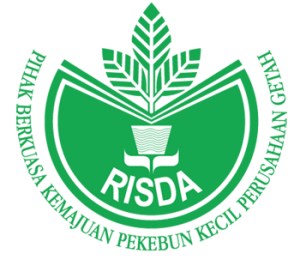 RISDA
PIHAK BERKUASA KEMAJUAN PEKEBUN KECIL PERUSAHAAN GETAH